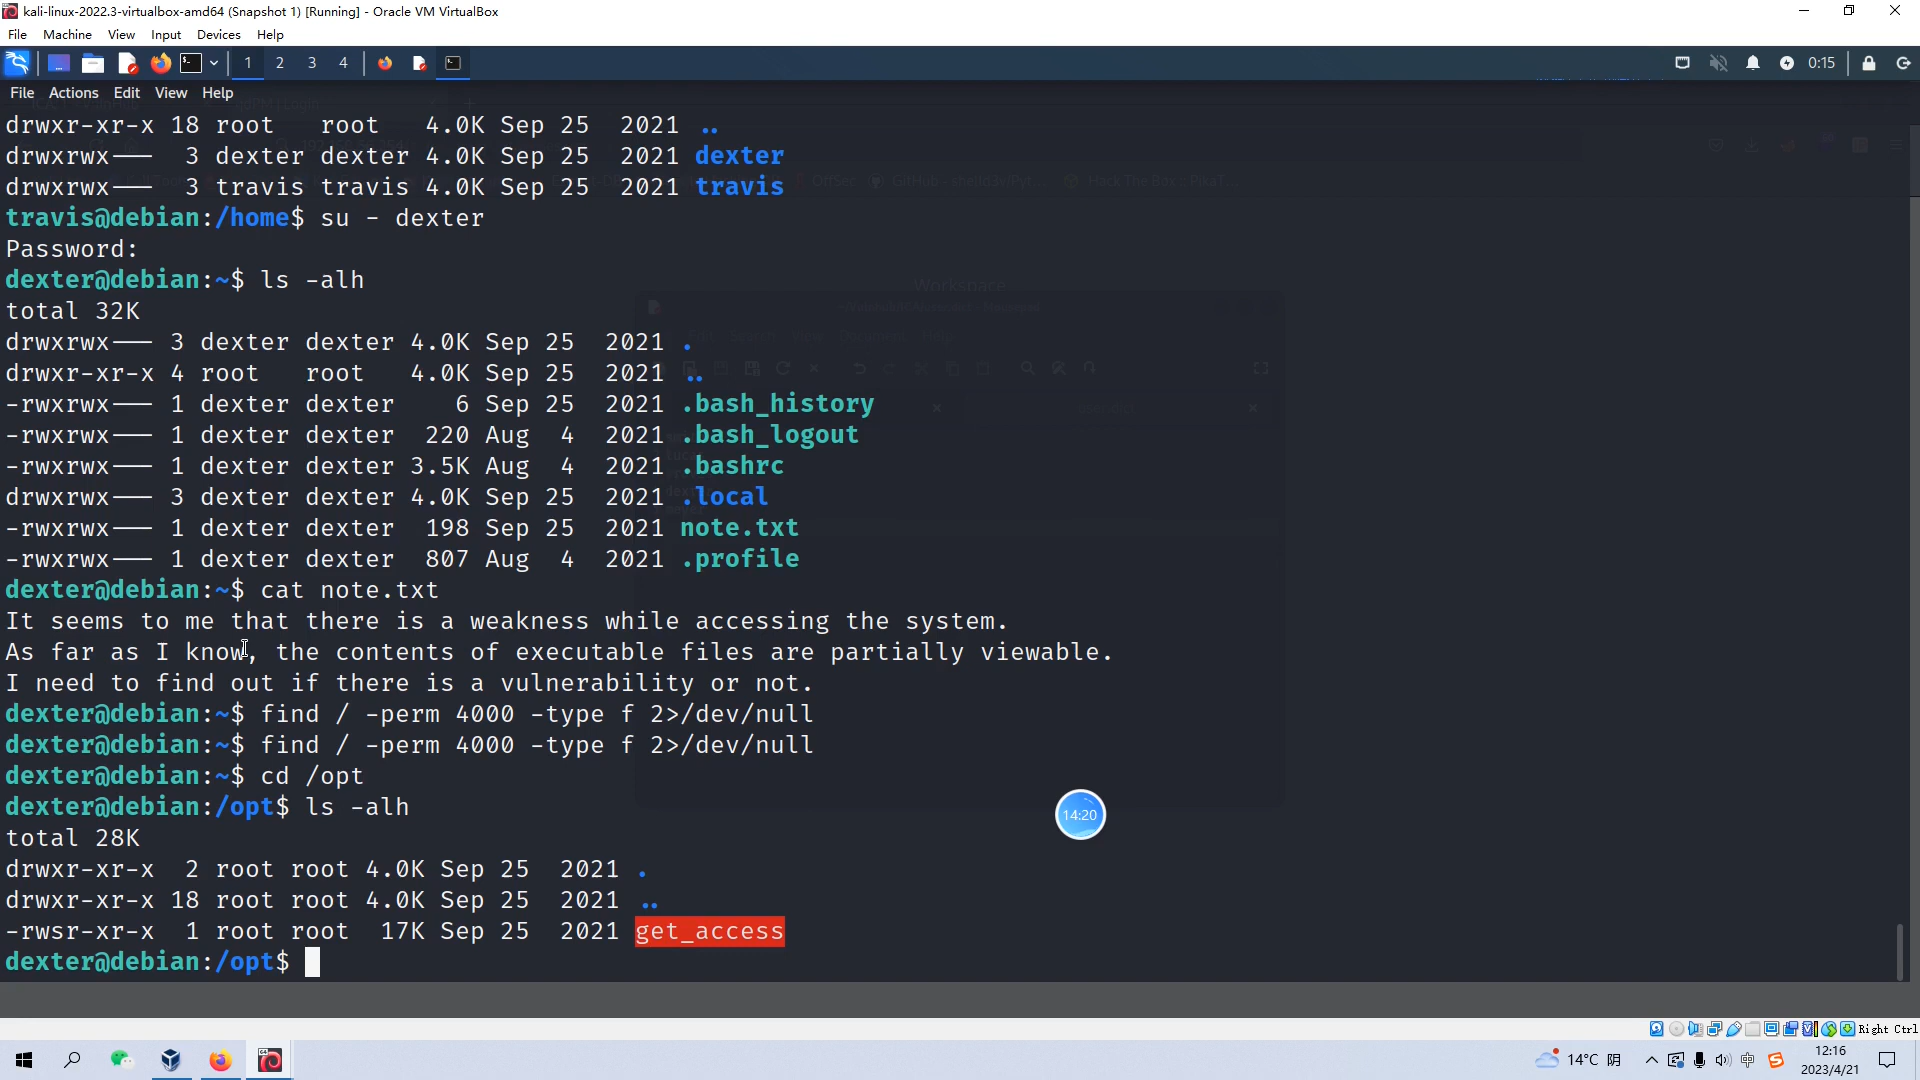 kali-linux-2022.3-virtualbox-amd64 (Snapshot 1) [Running] - Oracle VM VirtualBox
File Machine View Input Devices Help
1 2 3 4 0:15
File Actions Edit View Help
drwxr-xr-x 18 root root 4.0K Sep 25 2021 ..
drwxrwx--- 3 dexter dexter 4.0K Sep 25 2021 dexter
drwxrwx--- 3 travis travis 4.0K Sep 25 2021 travis
travis@debian:/home$ su - dexter
Password:
dexter@debian:~$ ls -alh
total 32K
drwxrwx--- 3 dexter dexter 4.0K Sep 25 2021 .
drwxr-xr-x 4 root root 4.0K Sep 25 2021 ..
-rwxrwx--- 1 dexter dexter 6 Sep 25 2021 .bash_history
-rwxrwx--- 1 dexter dexter 220 Aug 4 2021 .bash_logout
-rwxrwx--- 1 dexter dexter 3.5K Aug 4 2021 .bashrc
drwxrwx--- 3 dexter dexter 4.0K Sep 25 2021 .local
-rwxrwx--- 1 dexter dexter 198 Sep 25 2021 note.txt
-rwxrwx--- 1 dexter dexter 807 Aug 4 2021 .profile
dexter@debian:~$ cat note.txt
It seems to me that there is a weakness while accessing the system.
As far as I know, the contents of executable files are partially viewable.
I need to find out if there is a vulnerability or not.
dexter@debian:~$ find / -perm 4000 -type f 2>/dev/null
dexter@debian:~$ find / -perm 4000 -type f 2>/dev/null
dexter@debian:~$ cd /opt
dexter@debian:/opt$ ls -alh
14:20
total 28K
drwxr-xr-x 2 root root 4.0K Sep 25 2021 .
drwxr-xr-x 18 root root 4.0K Sep 25 2021 ..
-rwsr-xr-x 1 root root 17K Sep 25 2021 get_access
dexter@debian:/opt$
Right Ctrl
14°C 阴 中 12:16
2023/4/21